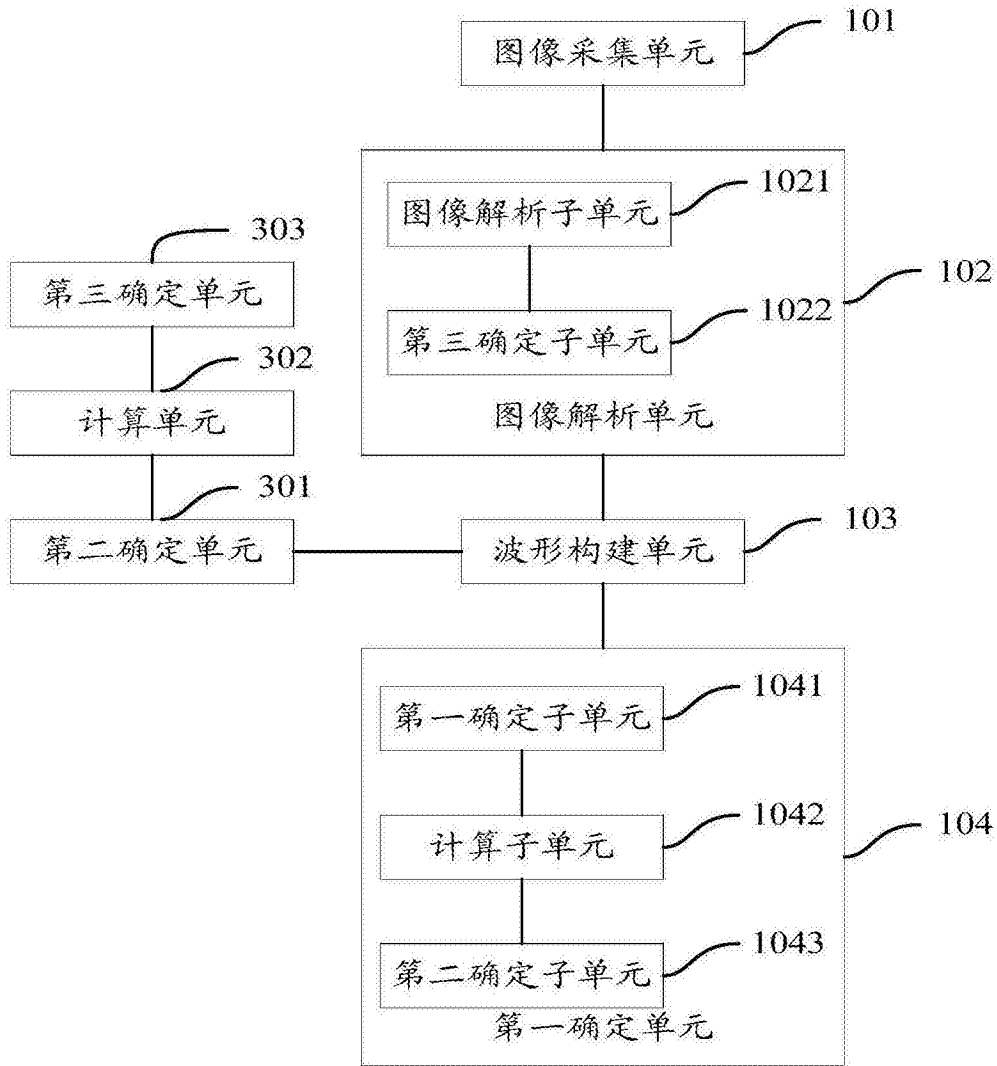 101
图像采集单元
1021
图像解析子单元
102
1022
第三确定子单元
图像解析单元
303
第三确定单元
302
计算单元
301
第二确定单元
103
波形构建单元
1041
第一确定子单元
104
1042
计算子单元
1043
第二确定子单元
第一确定单元